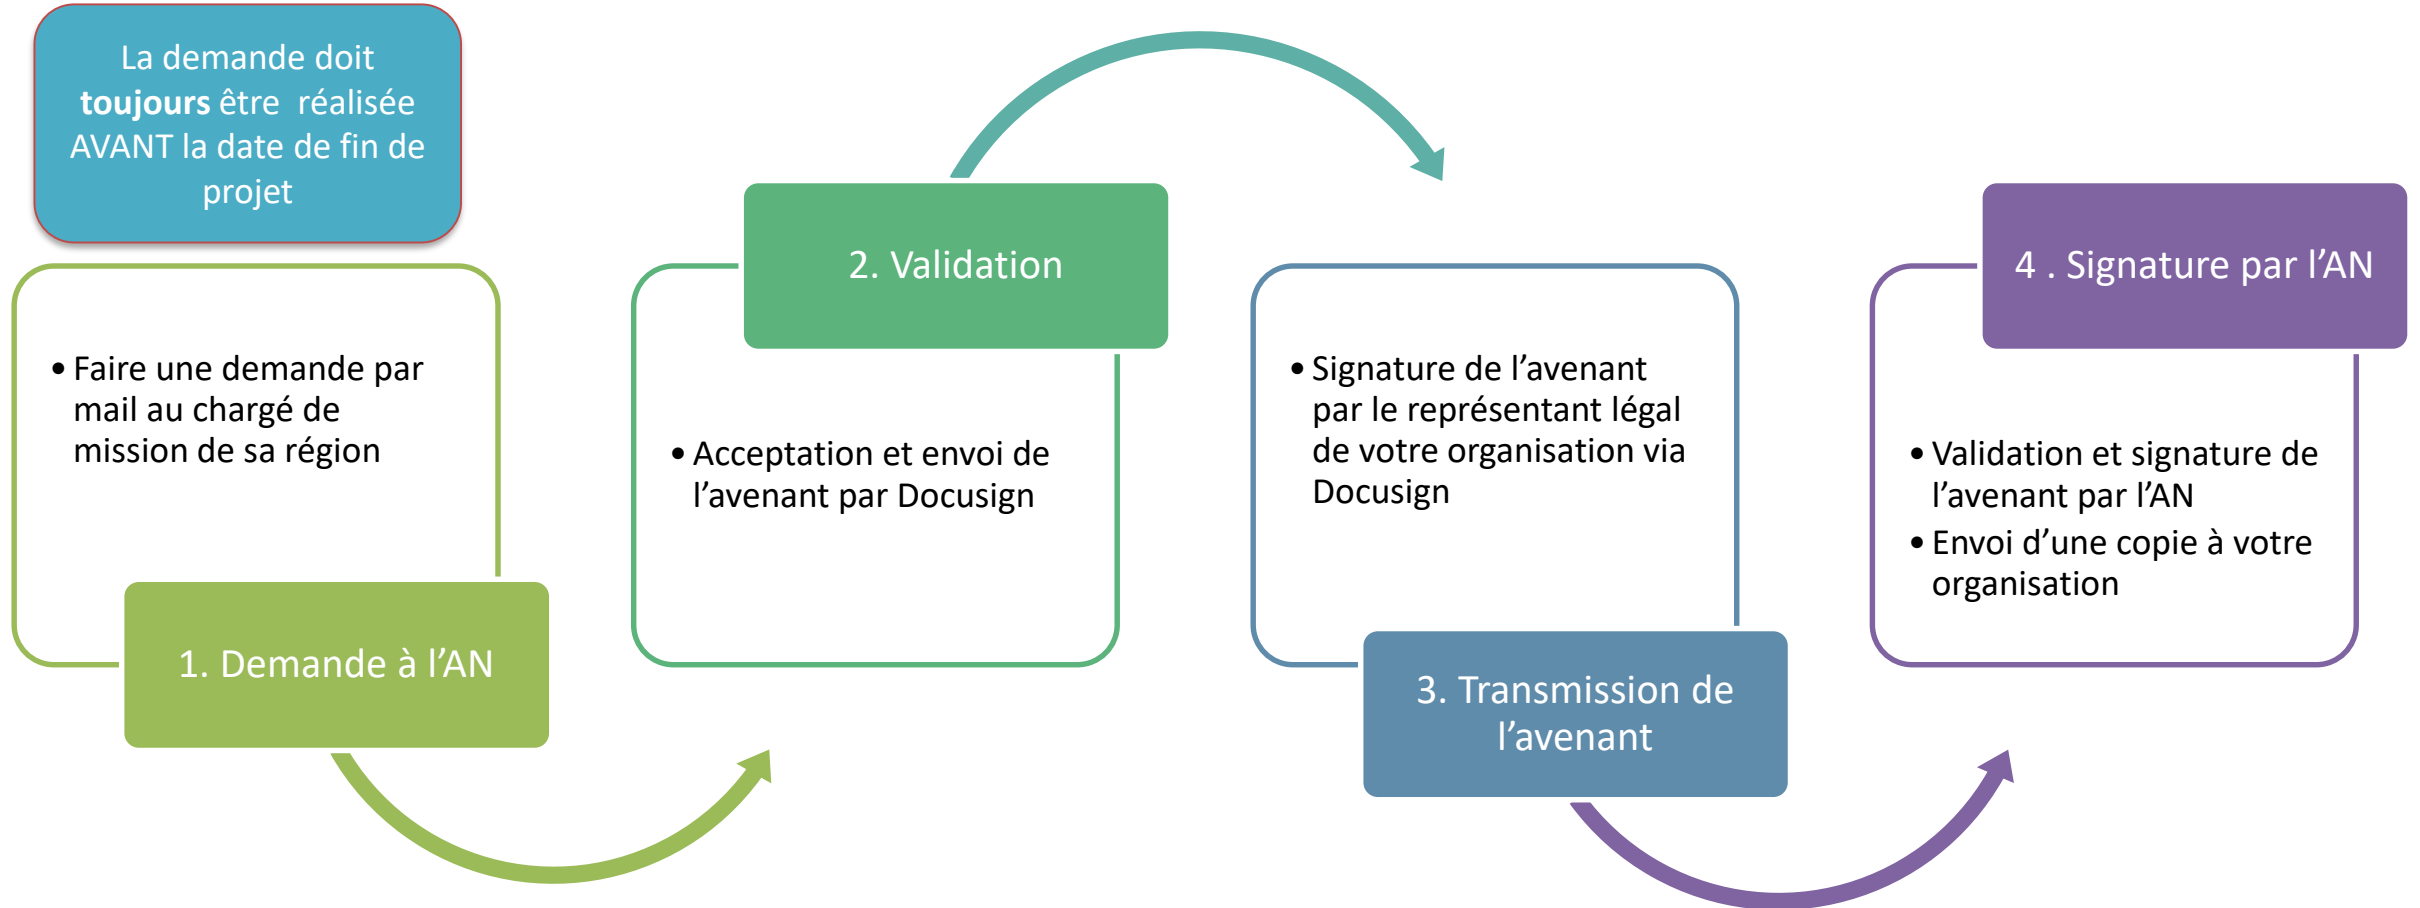 La demande doit
toujours être réalisée
AVANT la date de fin de
projet
• Faire une demande par
mail au chargé de
mission de sa région
1. Demande à l’AN
2. Validation
• Acceptation et envoi de
l’avenant par Docusign
• Signature de l’avenant
par le représentant légal
de votre organisation via
Docusign
3. Transmission de
l’avenant
4 . Signature par l’AN
• Validation et signature de
l’avenant par l’AN
• Envoi d’une copie à votre
organisation